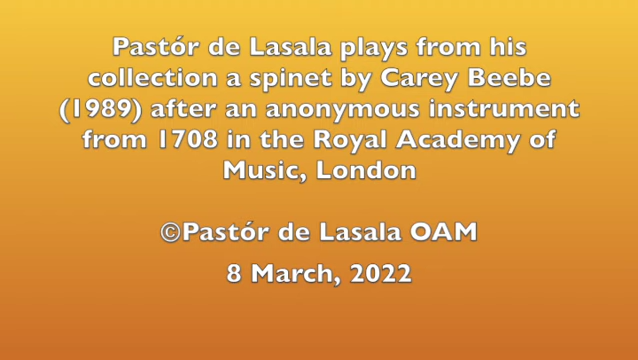 Pastór de Lasala plays from his
collection a spinet by Carey Beebe
(1989) after an anonymous instrument
from 1708 in the Royal Academy of
Music, London
©Pastór de Lasala OAM
8 March, 2022